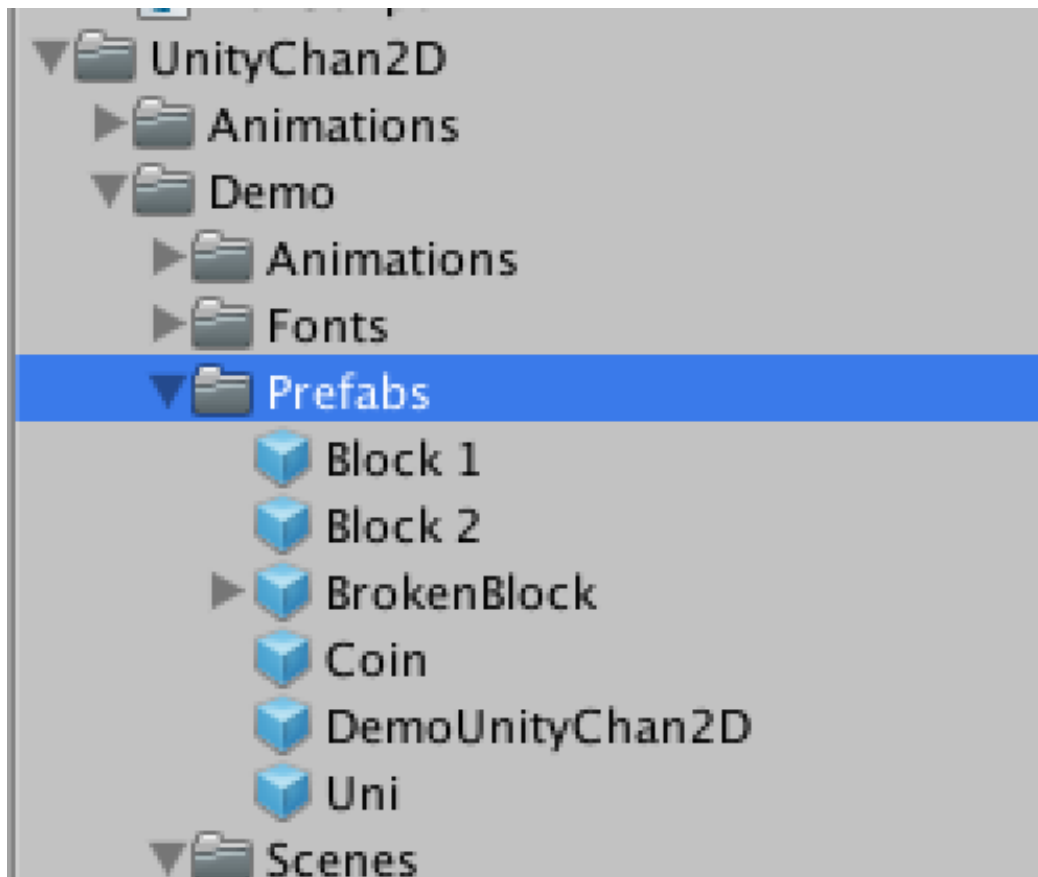 UnityChan2D
Animations
Demo
Animations
Fonts
Prefabs
Block 1
Block 2
BrokenBlock
Coin
DemoUnityChan2D
Uni
Scenes